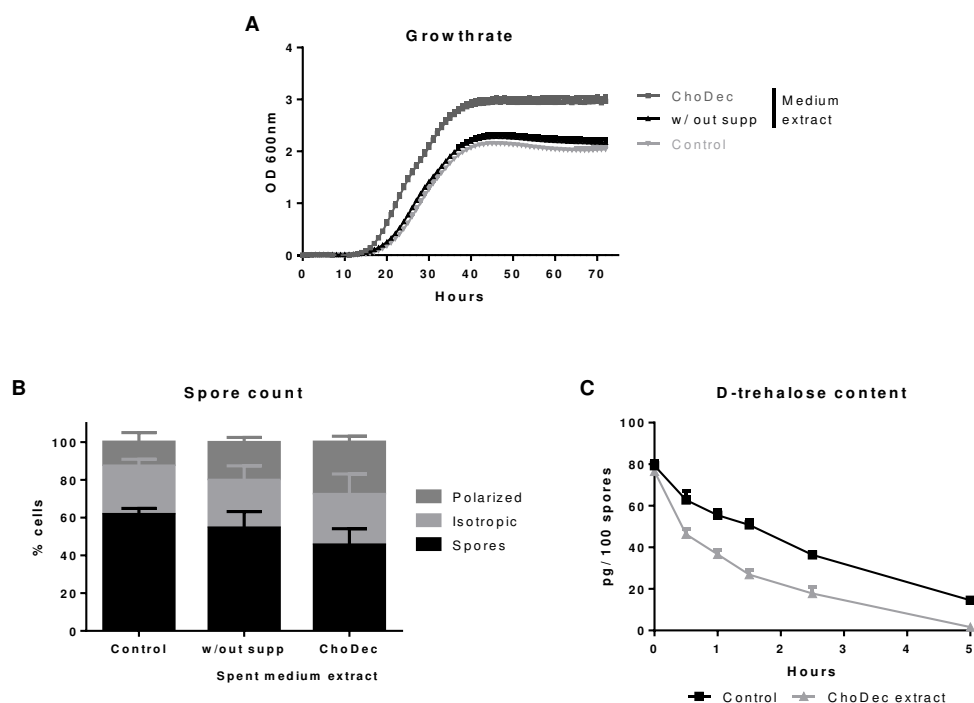 A
Growthrate
4
3
2
1
0
OD600nm
0 10 20 30 40 50 60 70
Hours
ChoDec
w/out supp
Control
Medium
extract
B
Spore count
100
80
60
40
20
0
% cells
Control w/out supp ChoDec
Spent medium extract
Polarized
Isotropic
Spores
C
D-trehalose content
100
80
60
40
20
0
pg/100 spores
0 1 2 3 4 5
Hours
Control ChoDec extract